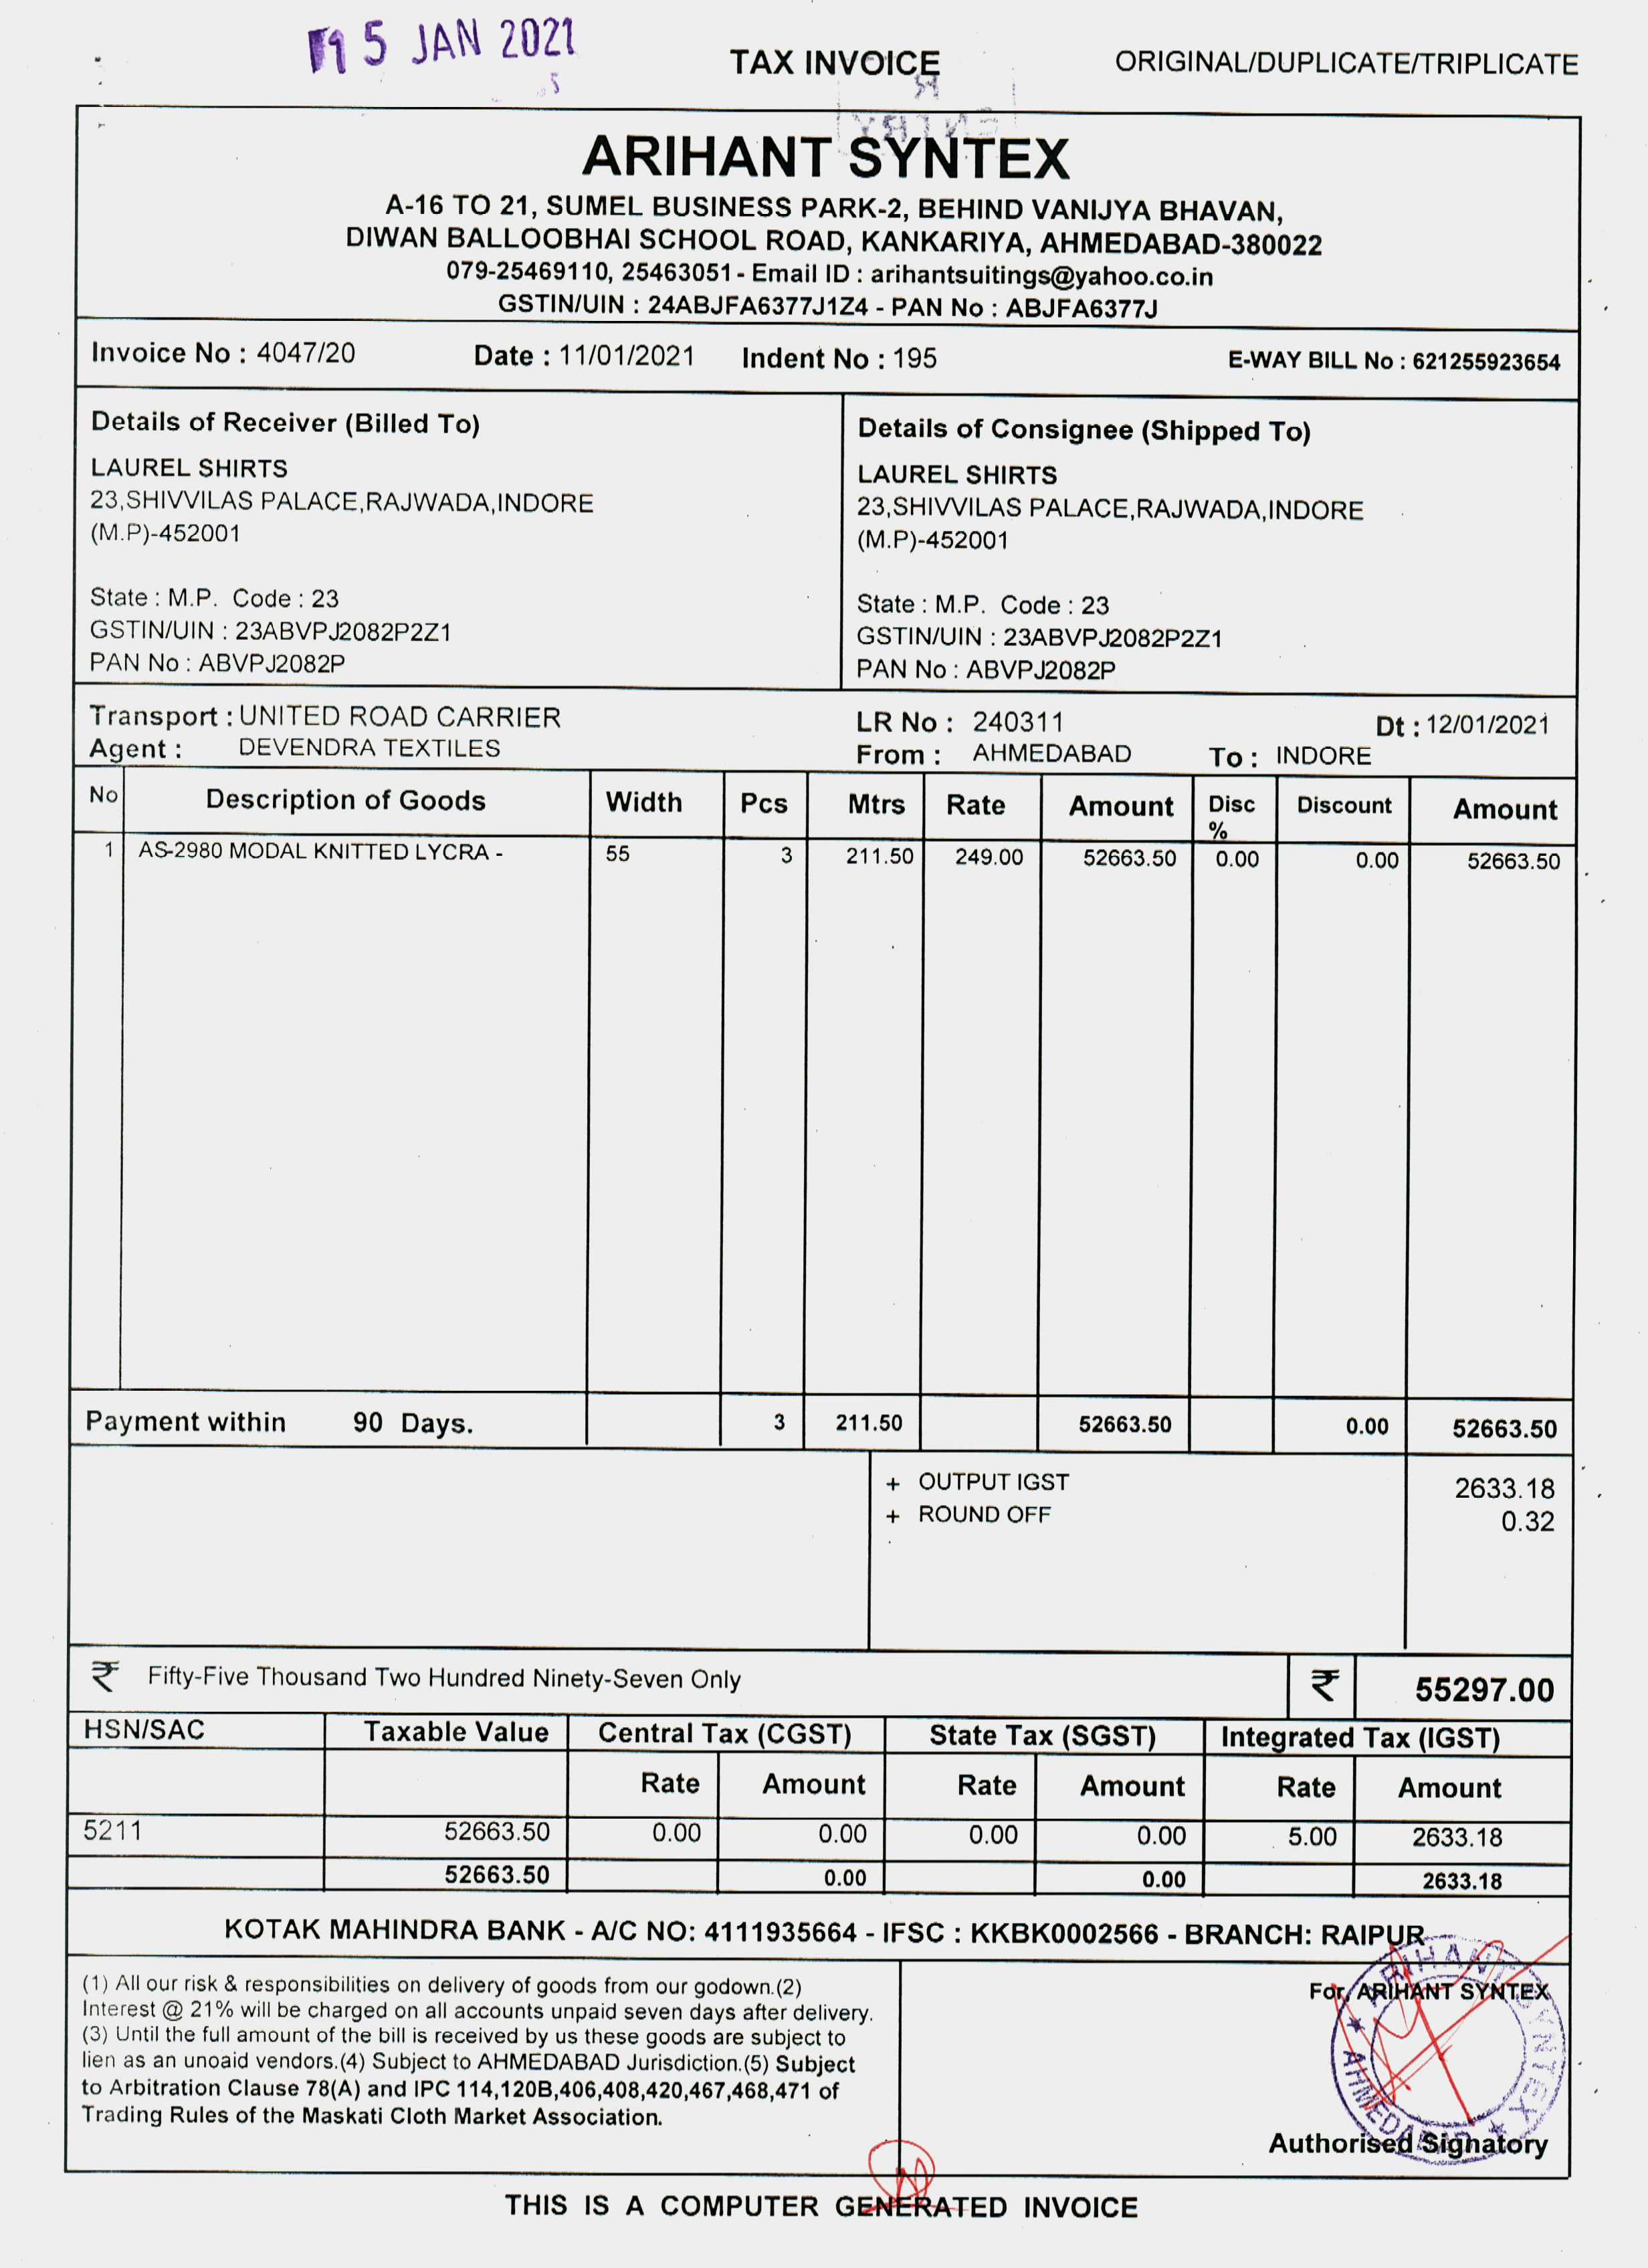 15 JAN 2021
TAX INVOICE
ORIGINAL/DUPLICATE/TRIPLICATE
ENTRY
ARIHANT SYNTEX
A-16 TO 21, SUMEL BUSINESS PARK-2, BEHIND VANIJYA BHAVAN,
DIWAN BALLOOBHAI SCHOOL ROAD, KANKARIYA, AHMEDABAD-380022
079-25469110, 25463051 - Email ID : arihantsuitings@yahoo.co.in
GSTIN/UIN : 24ABJFA6377J1Z4 - PAN No : ABJFA6377J
Invoice No : 4047/20 Date : 11/01/2021 Indent No : 195 E-WAY BILL No : 621255923654
Details of Receiver (Billed To)
LAUREL SHIRTS
23,SHIVVILAS PALACE,RAJWADA,INDORE
(M.P)-452001
State : M.P. Code : 23
GSTIN/UIN : 23ABVPJ2082P2Z1
PAN No : ABVPJ2082P
Details of Consignee (Shipped To)
LAUREL SHIRTS
23,SHIVVILAS PALACE,RAJWADA,INDORE
(M.P)-452001
State : M.P. Code : 23
GSTIN/UIN : 23ABVPJ2082P2Z1
PAN No : ABVPJ2082P
Transport : UNITED ROAD CARRIER LR No : 240311 Dt : 12/01/2021
Agent : DEVENDRA TEXTILES From : AHMEDABAD To : INDORE
No Description of Goods Width Pcs Mtrs Rate Amount Disc % Discount Amount
1 AS-2980 MODAL KNITTED LYCRA - 55 3 211.50 249.00 52663.50 0.00 0.00 52663.50
Payment within 90 Days. 3 211.50 52663.50 0.00 52663.50
+ OUTPUT IGST 2633.18
+ ROUND OFF 0.32
₹ Fifty-Five Thousand Two Hundred Ninety-Seven Only ₹ 55297.00
HSN/SAC Taxable Value Central Tax (CGST) State Tax (SGST) Integrated Tax (IGST)
Rate Amount Rate Amount Rate Amount
5211 52663.50 0.00 0.00 0.00 0.00 5.00 2633.18
52663.50 0.00 0.00 2633.18
KOTAK MAHINDRA BANK - A/C NO: 4111935664 - IFSC : KKBK0002566 - BRANCH: RAIPUR
(1) All our risk & responsibilities on delivery of goods from our godown.(2)
Interest @ 21% will be charged on all accounts unpaid seven days after delivery.
(3) Until the full amount of the bill is received by us these goods are subject to
lien as an unoaid vendors.(4) Subject to AHMEDABAD Jurisdiction.(5) Subject
to Arbitration Clause 78(A) and IPC 114,120B,406,408,420,467,468,471 of
Trading Rules of the Maskati Cloth Market Association.
For, ARIHANT SYNTEX
ARIHANT SYNTEX
★ AHMEDABAD ★
Authorised Signatory
THIS IS A COMPUTER GENERATED INVOICE